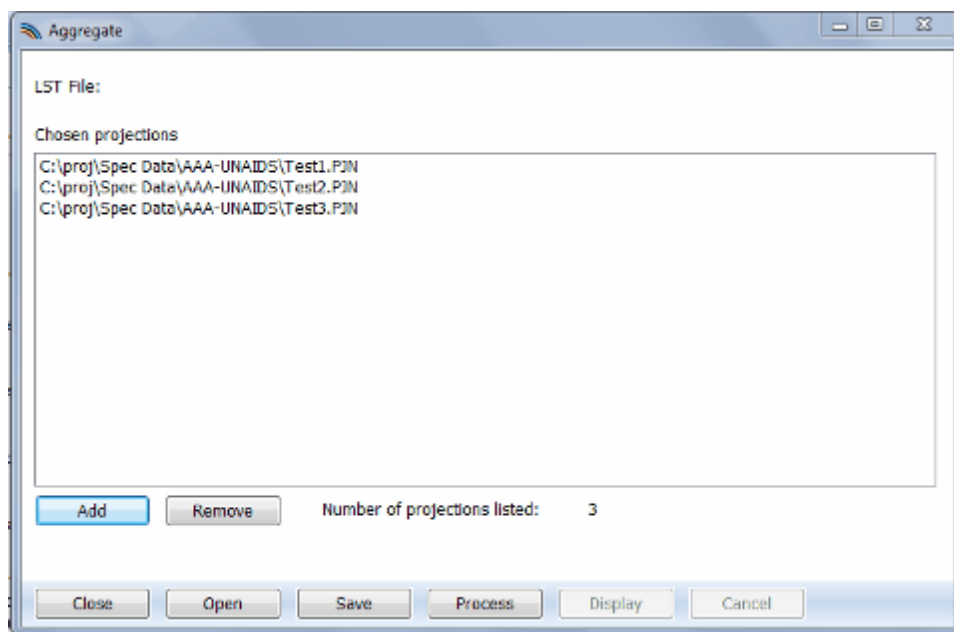 Aggregate
LST File:
Chosen projections
C:\proj\Spec Data\AAA-UNAIDS\Test1.PJN
C:\proj\Spec Data\AAA-UNAIDS\Test2.PJN
C:\proj\Spec Data\AAA-UNAIDS\Test3.PJN
Add Remove Number of projections listed: 3
Close Open Save Process Display Cancel